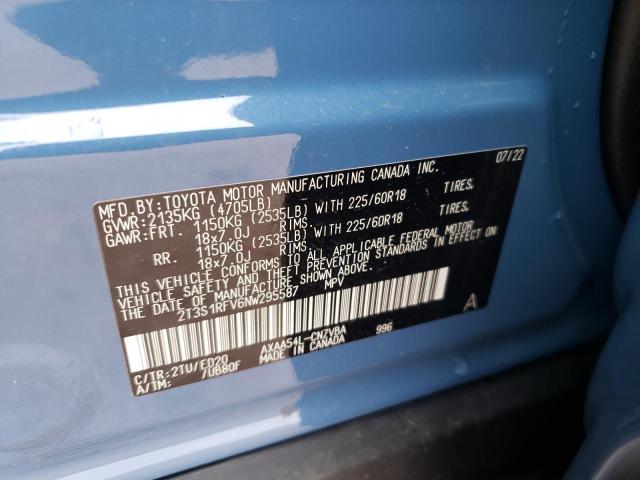 MFD.BY:TOYOTA MOTOR MANUFACTURING CANADA INC. 07/22
GVWR:2135KG (4705LB)
GAWR:FRT. 1150KG (2535LB) WITH 225/60R18 TIRES.
18x7.0J RIMS.
RR. 1150KG (2535LB) WITH 225/60R18 TIRES.
18x7.0J RIMS.
THIS VEHICLE CONFORMS TO ALL APPLICABLE FEDERAL MOTOR
VEHICLE SAFETY AND THEFT PREVENTION STANDARDS IN EFFECT ON
THE DATE OF MANUFACTURE SHOWN ABOVE.
2T3S1RFV6NW295587 MPV
A
C/TR:2TU/ED20 AXAA54L-CNZVBA 996
A/TM: /UB80F MADE IN CANADA